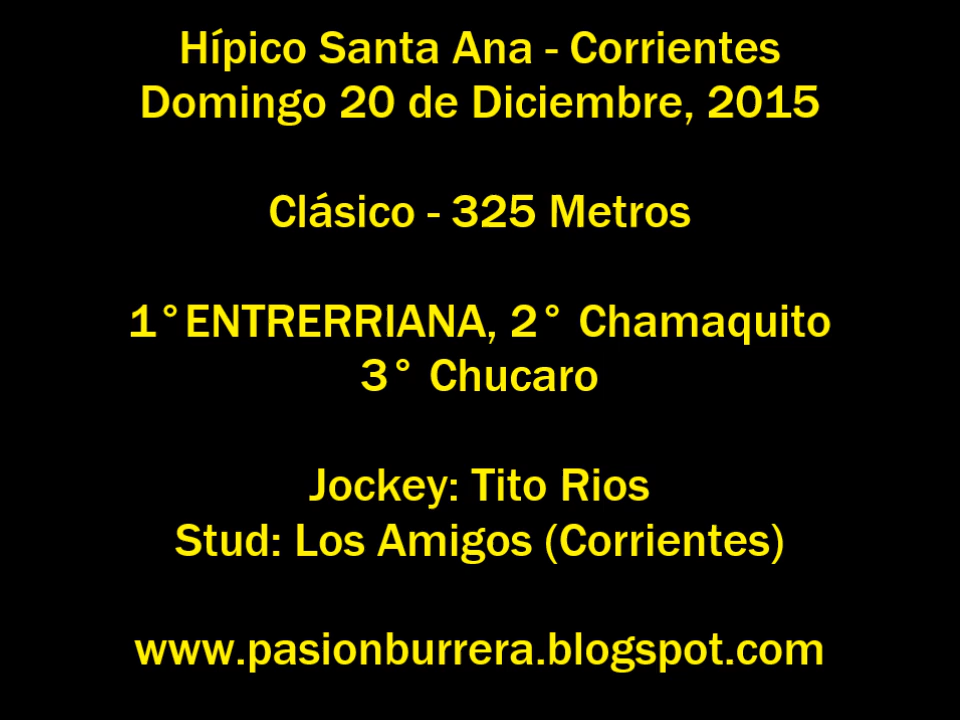 Hípico Santa Ana - Corrientes
Domingo 20 de Diciembre, 2015
Clásico - 325 Metros
1°ENTRERRIANA, 2° Chamaquito
3° Chucaro
Jockey: Tito Rios
Stud: Los Amigos (Corrientes)
www.pasionburrera.blogspot.com